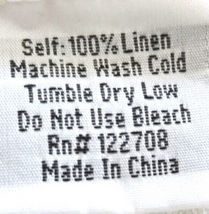 Self: 100% Linen
Machine Wash Cold
Tumble Dry Low
Do Not Use Bleach
Rn# 122708
Made In China